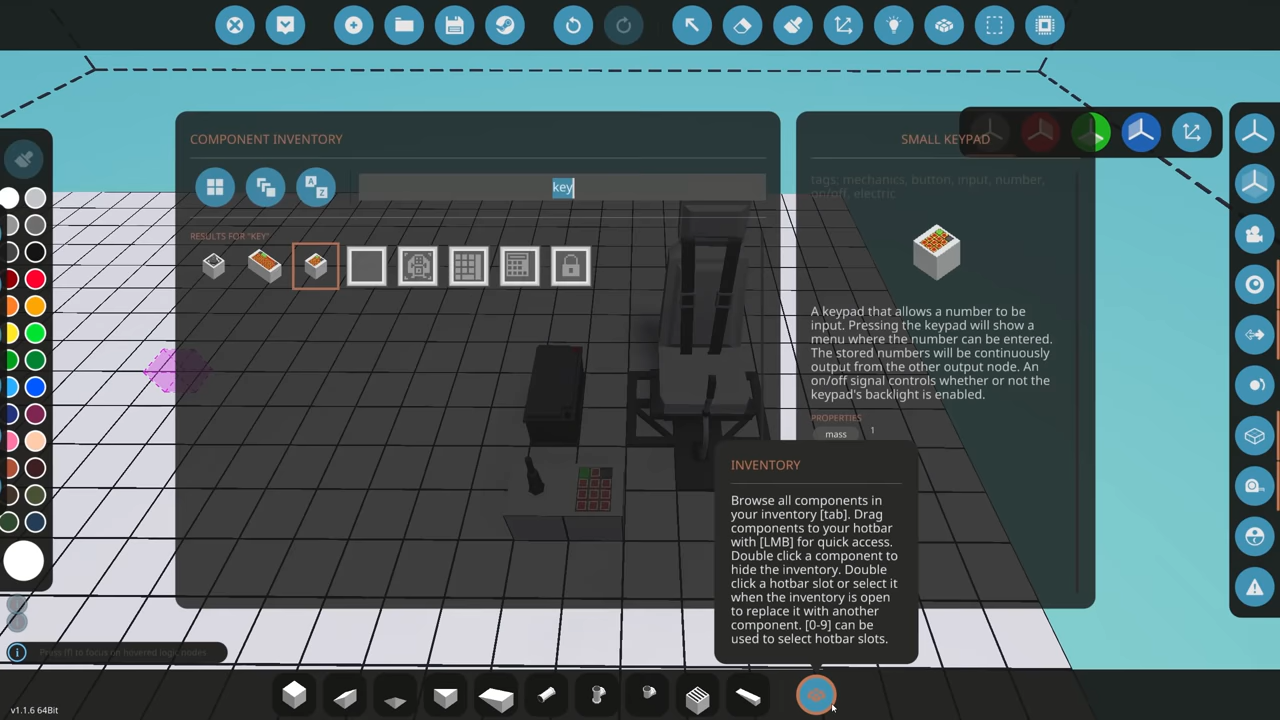 COMPONENT INVENTORY
key
RESULTS FOR "KEY"
SMALL KEYPAD
tags: mechanics, button, input, number,
on/off, electric
A keypad that allows a number to be
input. Pressing the keypad will show a
menu where the number can be entered.
The stored numbers will be continuously
output from the other output node. An
on/off signal controls whether or not the
keypad's backlight is enabled.
PROPERTIES
mass 1
INVENTORY
Browse all components in
your inventory [tab]. Drag
components to your hotbar
with [LMB] for quick access.
Double click a component to
hide the inventory. Double
click a hotbar slot or select it
when the inventory is open
to replace it with another
component. [0-9] can be
used to select hotbar slots.
Press (f) to focus on hovered logic nodes
v1.1.6 64Bit